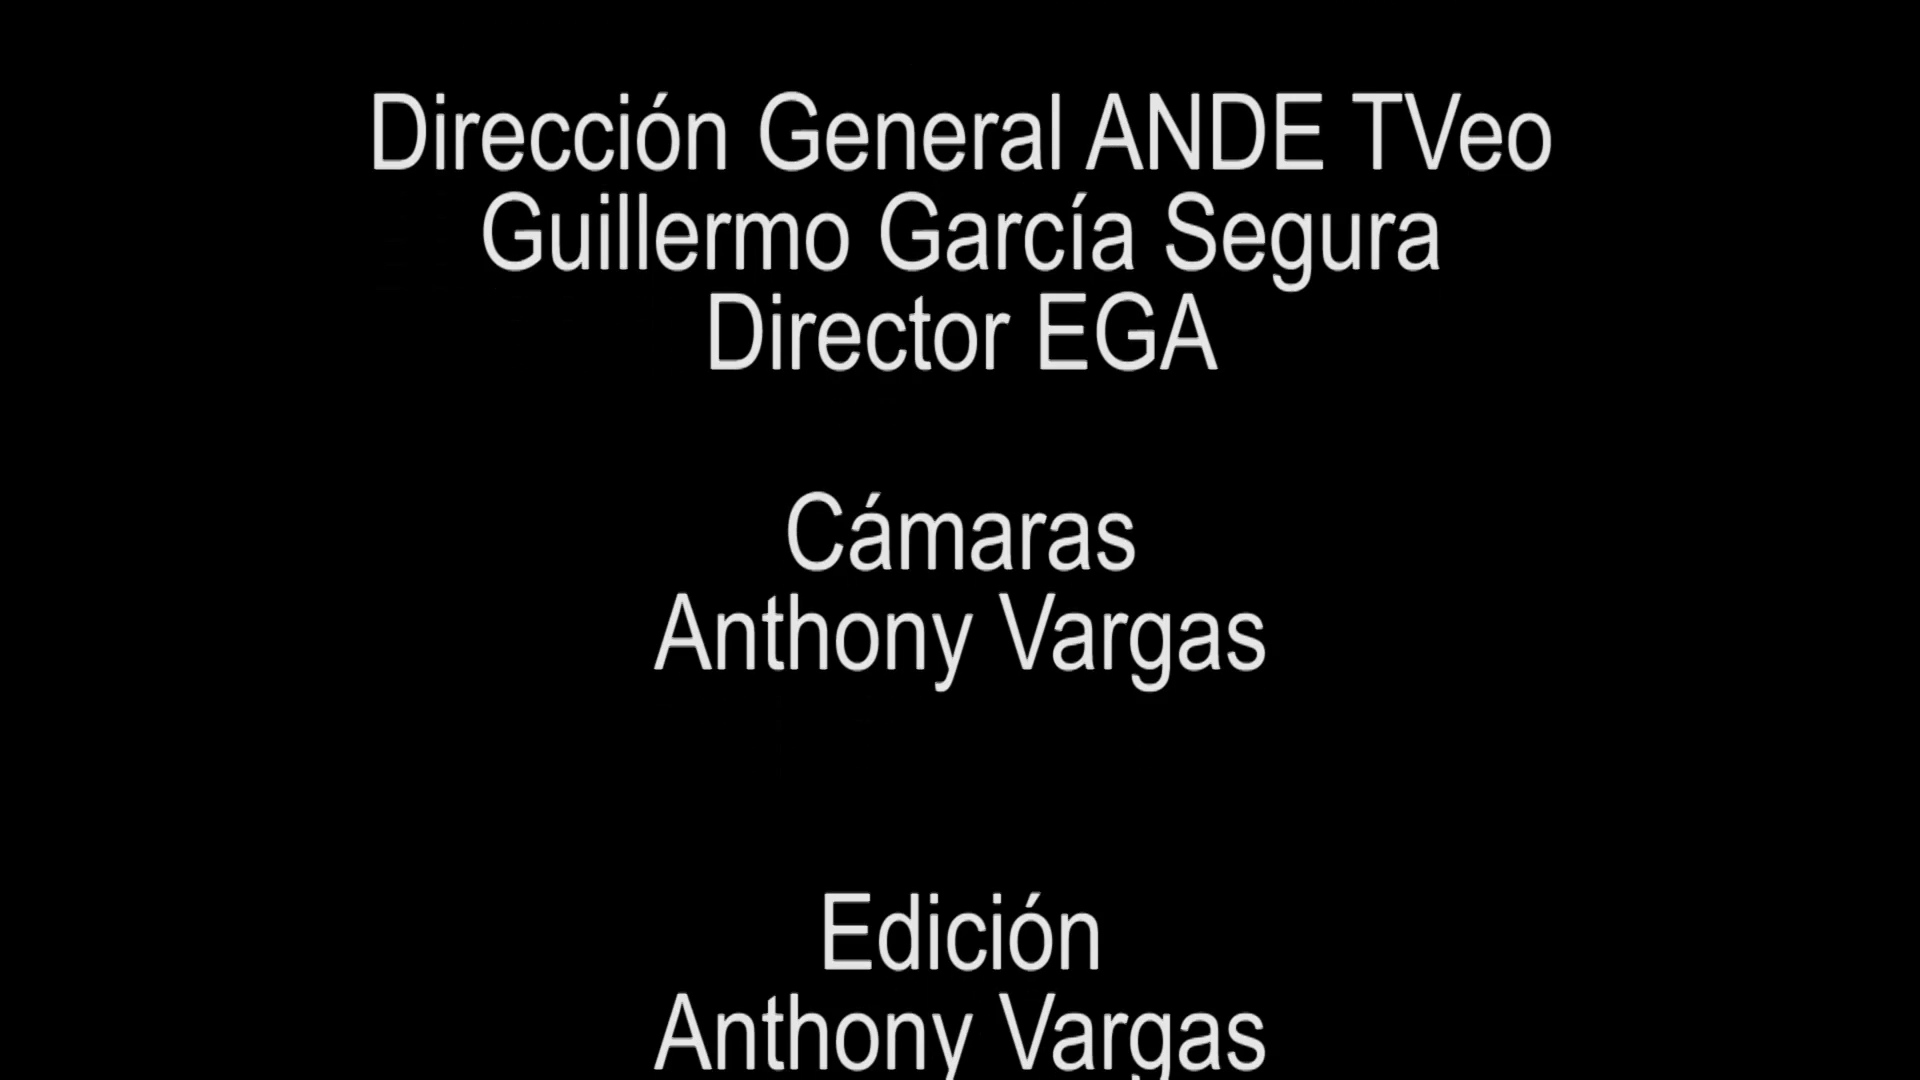 Dirección General ANDE TVeo
Guillermo García Segura
Director EGA
Cámaras
Anthony Vargas
Edición
Anthony Vargas